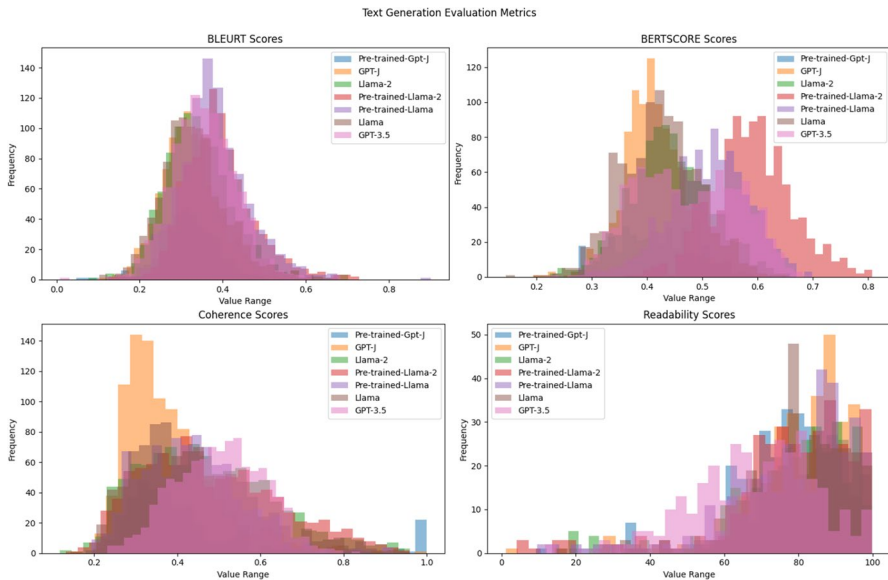 Text Generation Evaluation Metrics
BLEURT Scores
Pre-trained-Gpt-J
GPT-J
Llama-2
Pre-trained-Llama-2
Pre-trained-Llama
Llama
GPT-3.5
Frequency
140
120
100
80
60
40
20
0
0.0 0.2 0.4 0.6 0.8
Value Range
BERTSCORE Scores
Pre-trained-Gpt-J
GPT-J
Llama-2
Pre-trained-Llama-2
Pre-trained-Llama
Llama
GPT-3.5
Frequency
120
100
80
60
40
20
0
0.2 0.3 0.4 0.5 0.6 0.7 0.8
Value Range
Coherence Scores
Pre-trained-Gpt-J
GPT-J
Llama-2
Pre-trained-Llama-2
Pre-trained-Llama
Llama
GPT-3.5
Frequency
140
120
100
80
60
40
20
0
0.2 0.4 0.6 0.8 1.0
Value Range
Readability Scores
Pre-trained-Gpt-J
GPT-J
Llama-2
Pre-trained-Llama-2
Pre-trained-Llama
Llama
GPT-3.5
Frequency
50
40
30
20
10
0
0 20 40 60 80 100
Value Range